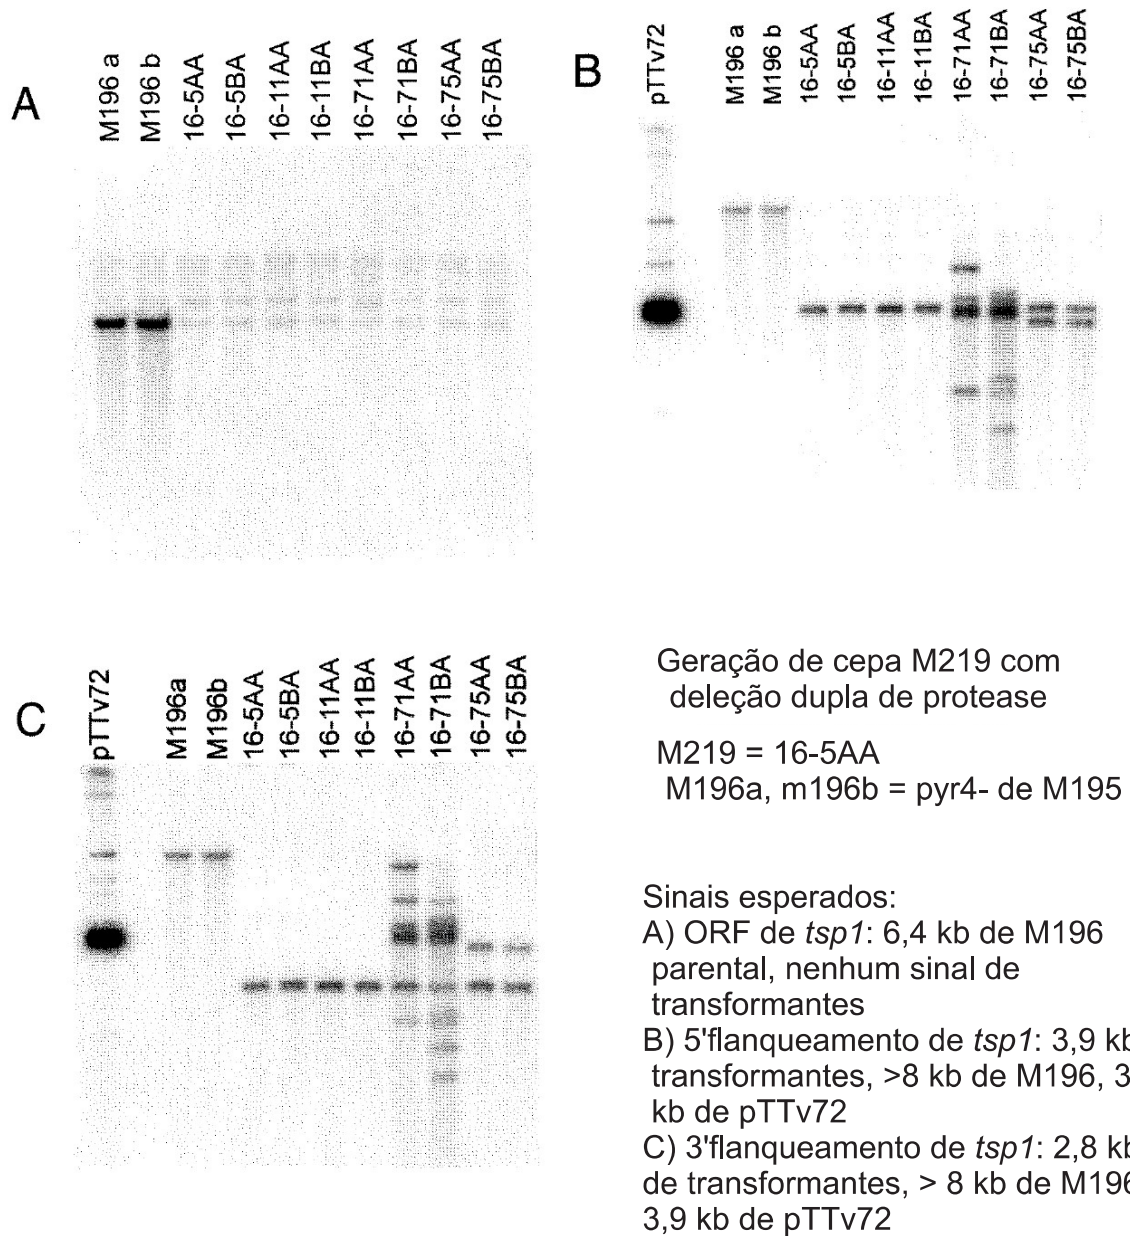 A
M196 a
M196 b
16-5AA
16-5BA
16-11AA
16-11BA
16-71AA
16-71BA
16-75AA
16-75BA
B
pTTv72
M196 a
M196 b
16-5AA
16-5BA
16-11AA
16-11BA
16-71AA
16-71BA
16-75AA
16-75BA
C
pTTv72
M196a
M196b
16-5AA
16-5BA
16-11AA
16-11BA
16-71AA
16-71BA
16-75AA
16-75BA
Geração de cepa M219 com
deleção dupla de protease
M219 = 16-5AA
M196a, m196b = pyr4- de M195
Sinais esperados:
A) ORF de tsp1: 6,4 kb de M196
parental, nenhum sinal de
transformantes
B) 5'flanqueamento de tsp1: 3,9 kb
transformantes, >8 kb de M196, 3
kb de pTTv72
C) 3'flanqueamento de tsp1: 2,8 kb
de transformantes, > 8 kb de M196
3,9 kb de pTTv72